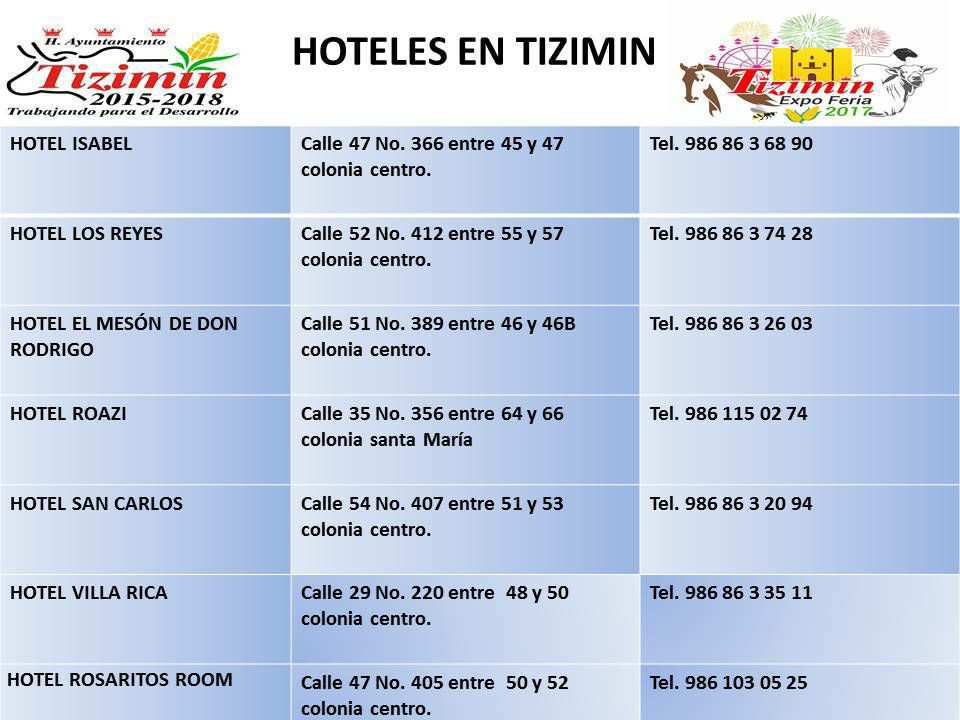 H. Ayuntamiento
Tizimin
2015-2018
Trabajando para el Desarrollo
HOTELES EN TIZIMIN
Tizimin
Expo Feria
2017
HOTEL ISABEL
Calle 47 No. 366 entre 45 y 47
colonia centro.
Tel. 986 86 3 68 90
HOTEL LOS REYES
Calle 52 No. 412 entre 55 y 57
colonia centro.
Tel. 986 86 3 74 28
HOTEL EL MESÓN DE DON
RODRIGO
Calle 51 No. 389 entre 46 y 46B
colonia centro.
Tel. 986 86 3 26 03
HOTEL ROAZI
Calle 35 No. 356 entre 64 y 66
colonia santa María
Tel. 986 115 02 74
HOTEL SAN CARLOS
Calle 54 No. 407 entre 51 y 53
colonia centro.
Tel. 986 86 3 20 94
HOTEL VILLA RICA
Calle 29 No. 220 entre 48 y 50
colonia centro.
Tel. 986 86 3 35 11
HOTEL ROSARITOS ROOM
Calle 47 No. 405 entre 50 y 52
colonia centro.
Tel. 986 103 05 25